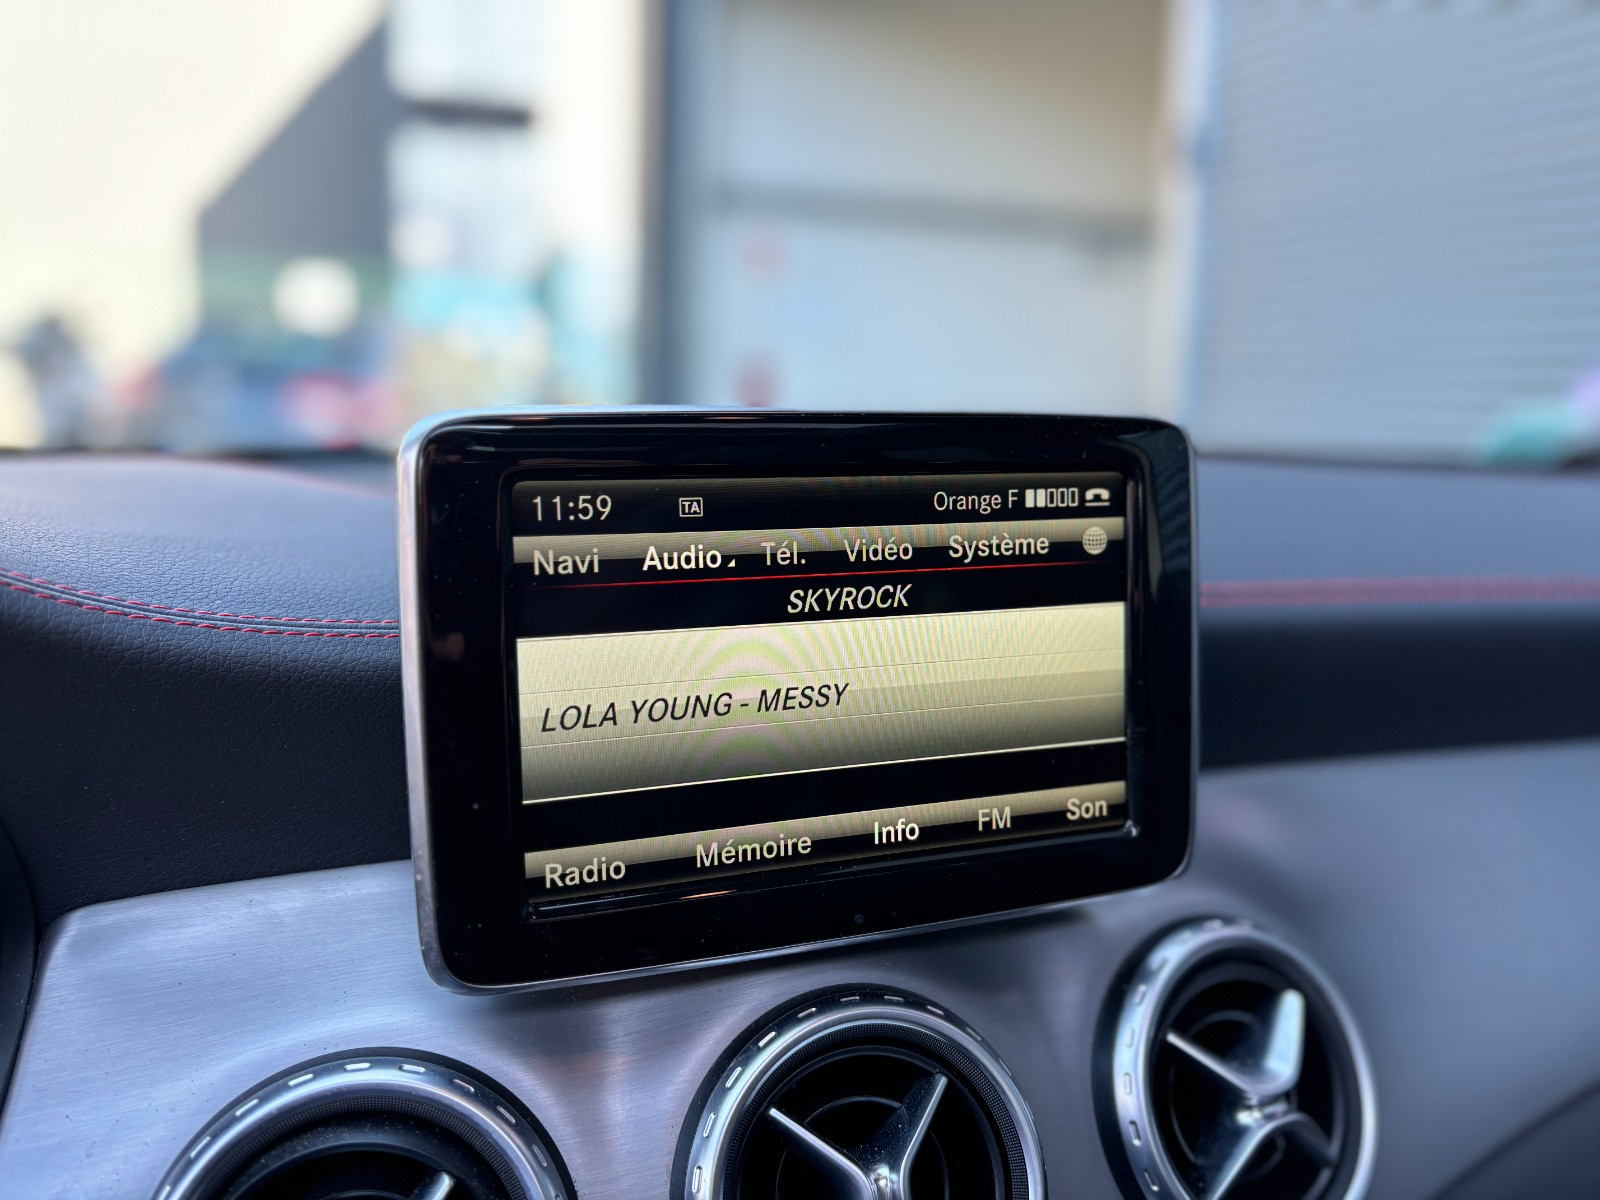 11:59 TA Orange F
Navi Audio Tél. Vidéo Système
SKYROCK
LOLA YOUNG - MESSY
Radio Mémoire Info FM Son